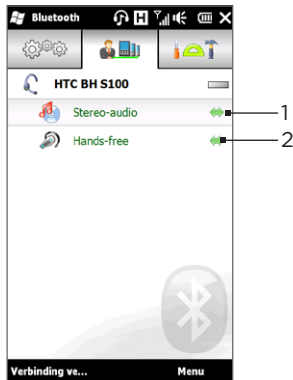 Bluetooth
HTC BH S100
Stereo-audio 1
Hands-free 2
Verbinding ve... Menu